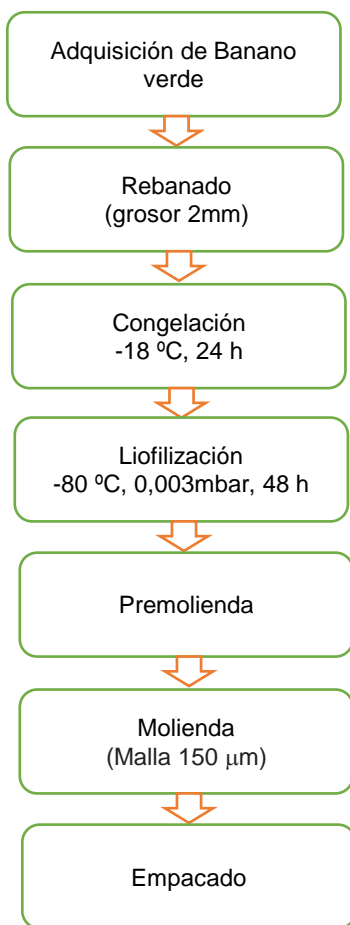 Adquisición de Banano
verde
Rebanado
(grosor 2mm)
Congelación
-18 ºC, 24 h
Liofilización
-80 ºC, 0,003mbar, 48 h
Premolienda
Molienda
(Malla 150 μm)
Empacado